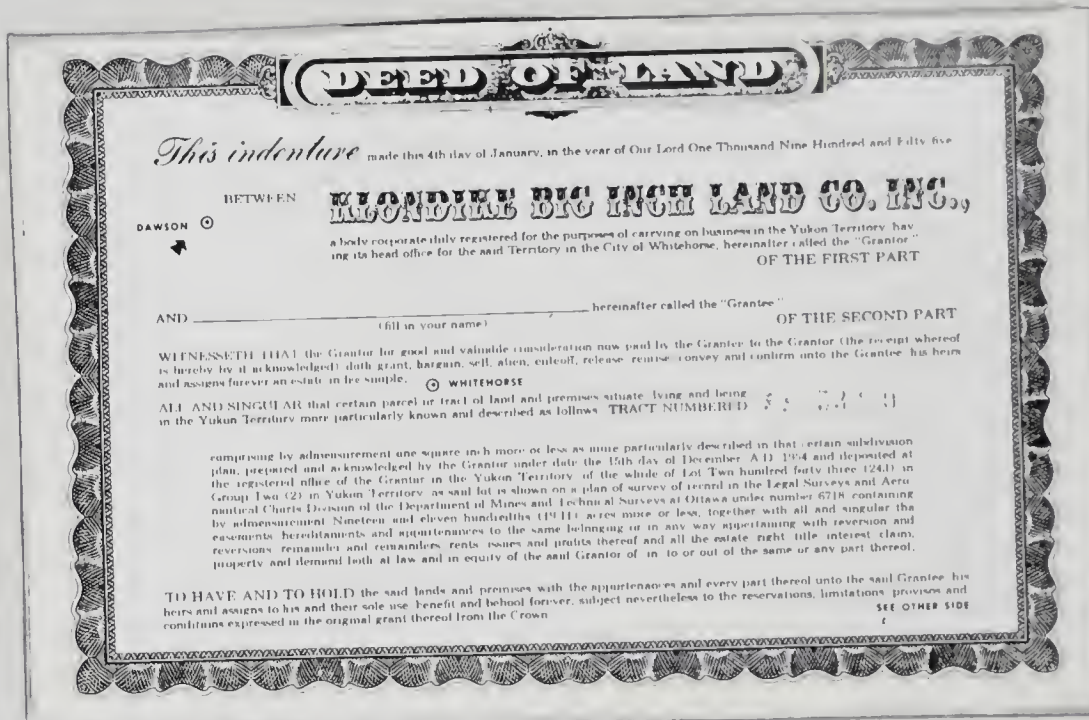 DEED OF LAND
This indenture made this 4th day of January, in the year of Our Lord One Thousand Nine Hundred and Fifty five
BETWEEN KLONDIKE BIG INCH LAND CO. INC.,
DAWSON
a body corporate duly registered for the purposes of carrying on business in the Yukon Territory hav
ing its head office for the said Territory in the City of Whitehorse, hereinafter called the "Grantor"
OF THE FIRST PART
AND ____ hereinafter called the "Grantee"
(fill in your name)
OF THE SECOND PART
WITNESSETH THAT the Grantor for good and valuable consideration now paid by the Grantee to the Grantor (the receipt whereof
is hereby by it acknowledged) doth grant, bargain, sell, alien, enfeoff, release, remise, convey and confirm unto the Grantee his heirs
and assigns forever an estate in fee simple.
WHITEHORSE
ALL AND SINGULAR that certain parcel or tract of land and premises situate, lying and being
in the Yukon Territory more particularly known and described as follows TRACT NUMBERED
comprising by admeasurement one square inch more or less as more particularly described in that certain subdivision
plan, prepared and acknowledged by the Grantor under date the 15th day of December A.D. 1954 and deposited at
the registered office of the Grantor in the Yukon Territory of the whole of Lot Two hundred forty three (243) in
Group Two (2) in Yukon Territory as said lot is shown on a plan of survey of record in the Legal Surveys and Aero
nautical Charts Division of the Department of Mines and Technical Surveys at Ottawa under number 6718 containing
by admeasurement Nineteen and eleven hundredths (19.11) acres more or less, together with all and singular the
easements hereditaments and appurtenances to the same belonging or in any way appertaining with reversion and
reversions remainder and remainders rents issues and profits thereof and all the estate right title interest claim,
property and demand both at law and in equity of the said Grantor of in to or out of the same or any part thereof.
TO HAVE AND TO HOLD the said lands and premises with the appurtenances and every part thereof unto the said Grantee his
heirs and assigns to his and their sole use benefit and behoof forever, subject nevertheless to the reservations, limitations provisos and
conditions expressed in the original grant thereof from the Crown
SEE OTHER SIDE